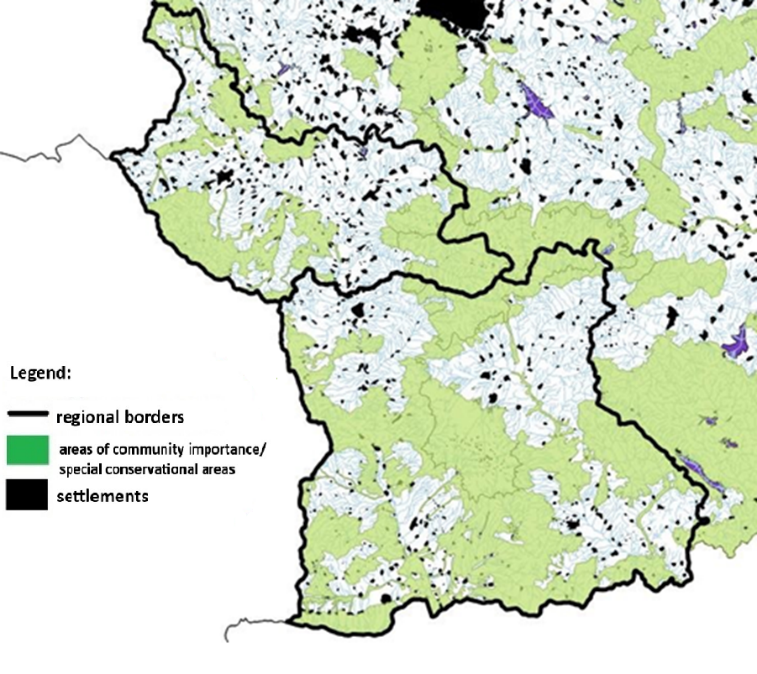 Legend:
regional borders
areas of community importance/
special conservational areas
settlements